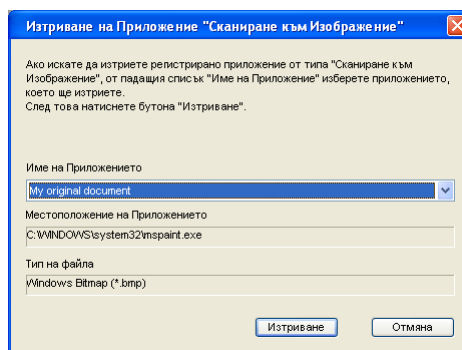 Изтриване на Приложение "Сканиране към Изображение"
Ако искате да изтриете регистрирано приложение от типа "Сканиране към
Изображение", от падащия списък "Име на Приложение" изберете приложението,
което ще изтриете.
След това натиснете бутона "Изтриване".
Име на Приложението
My original document
Местоположение на Приложението
C:\WINDOWS\system32\mspaint.exe
Тип на файла
Windows Bitmap (*.bmp)
Изтриване Отмяна